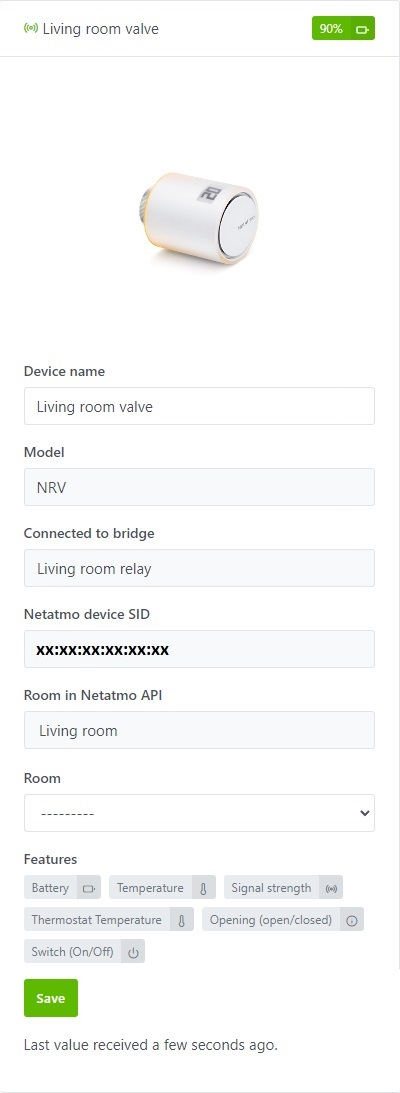 Living room valve
90%
20
Device name
Living room valve
Model
NRV
Connected to bridge
Living room relay
Netatmo device SID
xx:xx:xx:xx:xx:xx
Room in Netatmo API
Living room
Room
---------
Features
Battery
Temperature
Signal strength
Thermostat Temperature
Opening (open/closed)
Switch (On/Off)
Save
Last value received a few seconds ago.